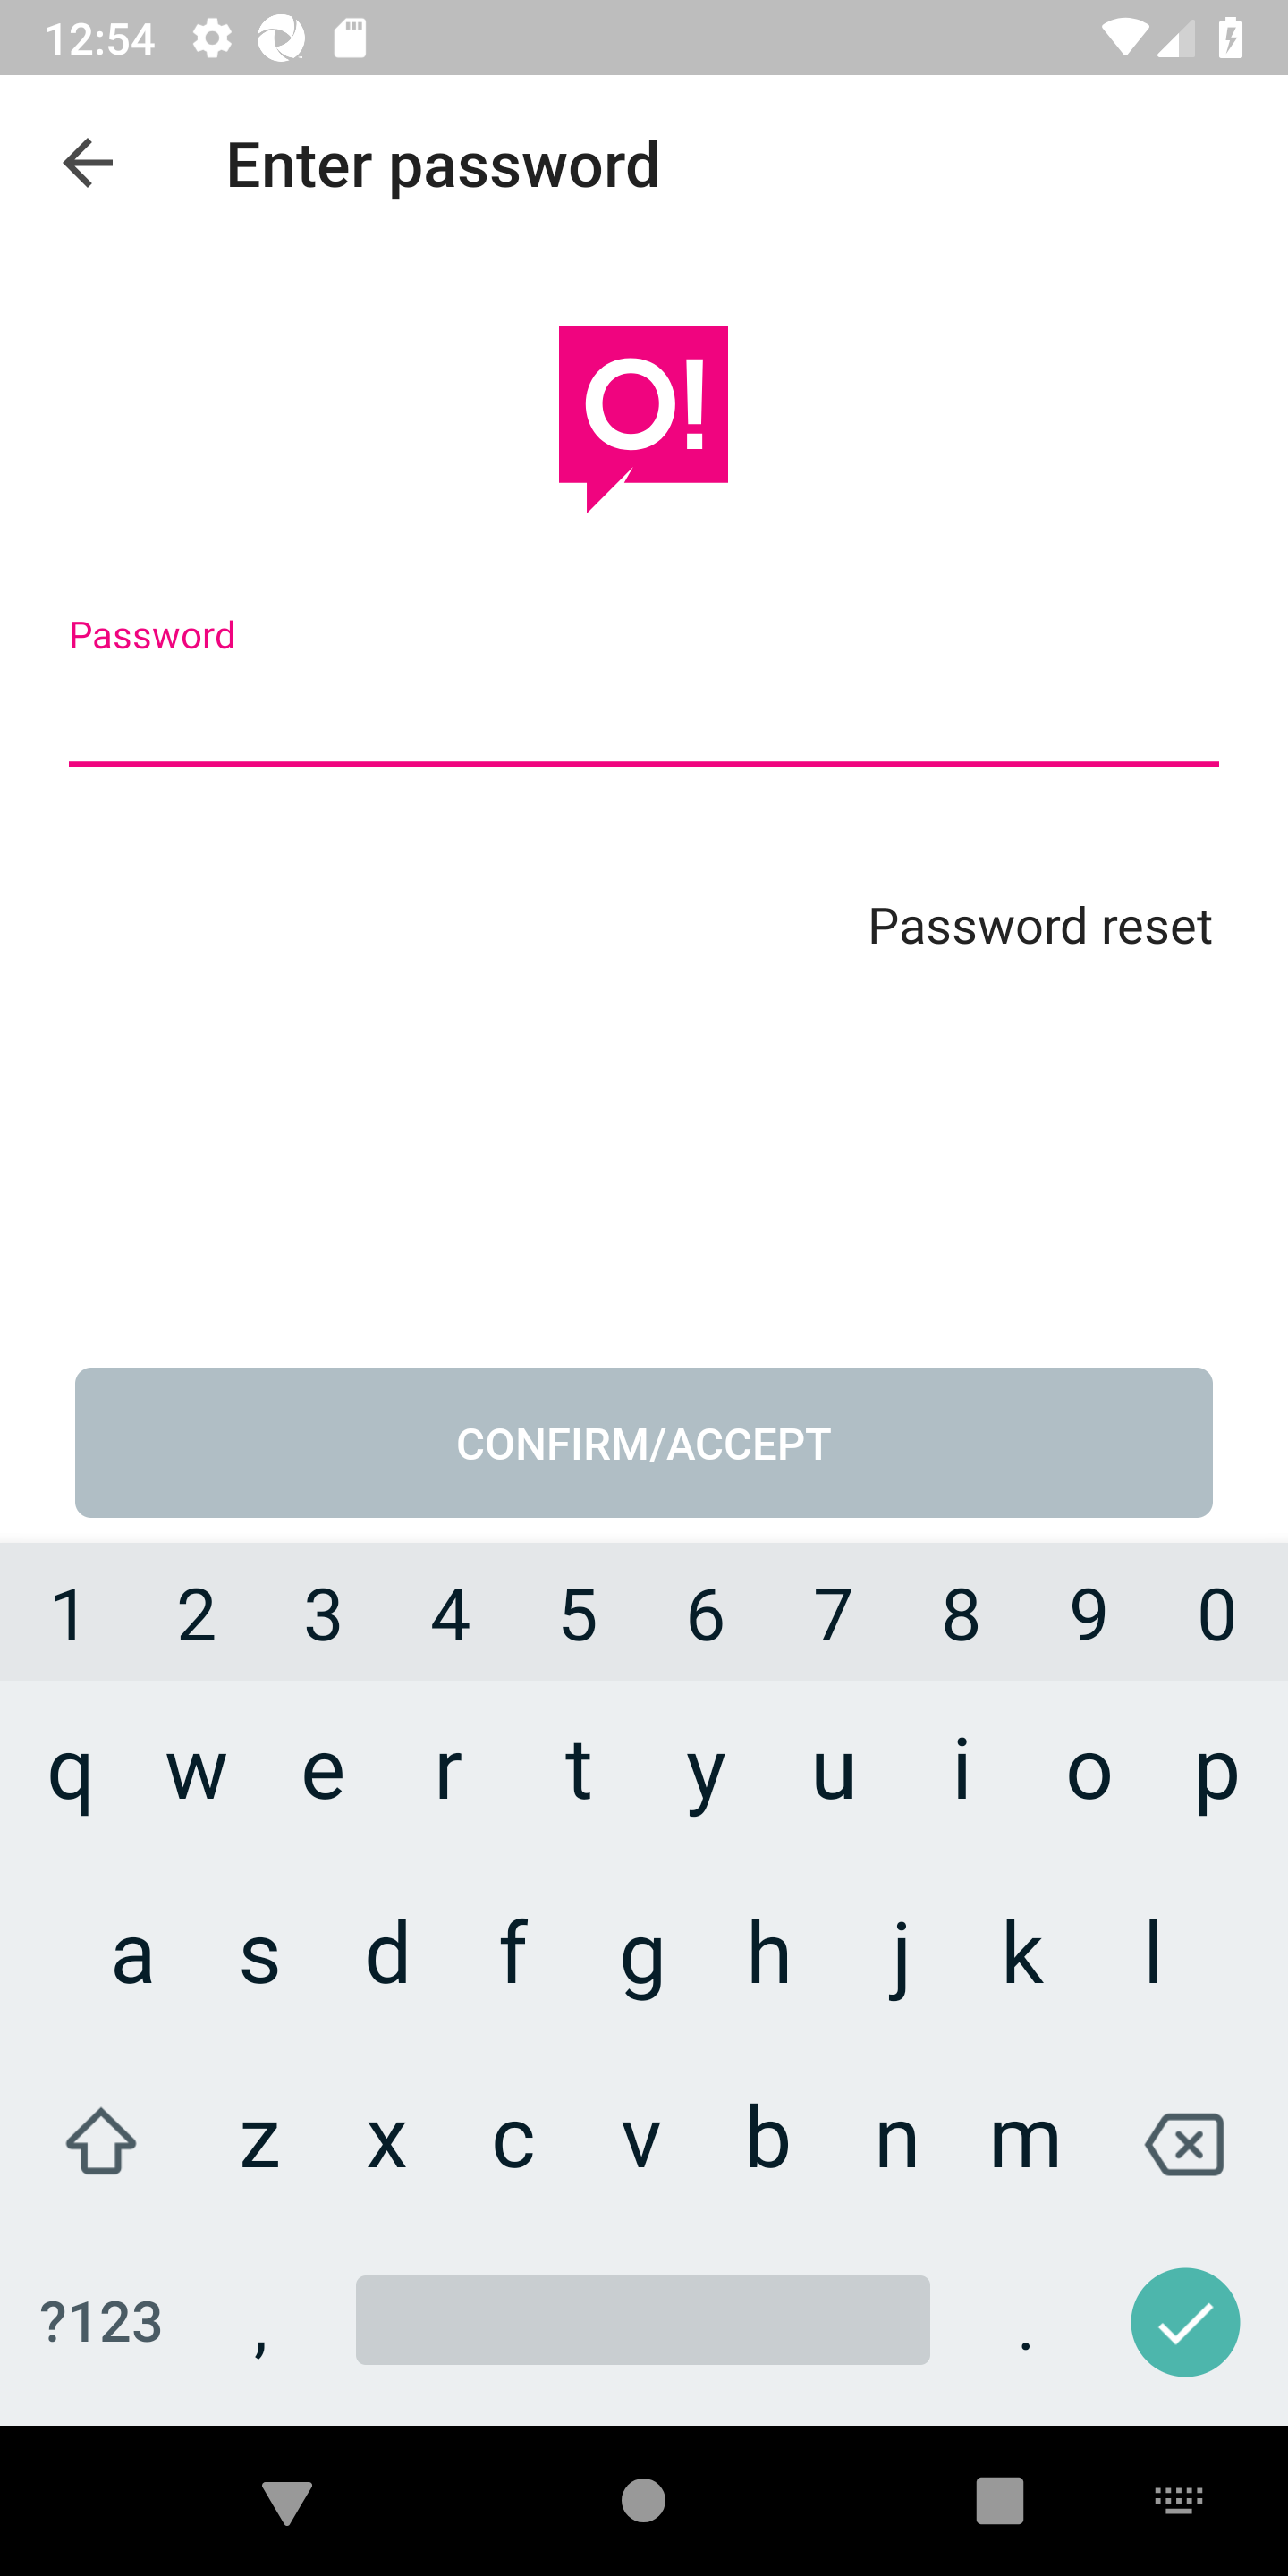 12:54
Enter password
O!
Password
Password reset
CONFIRM/ACCEPT
1 2 3 4 5 6 7 8 9 0
q w e r t y u i o p
a s d f g h j k l
z x c v b n m
?123 , .